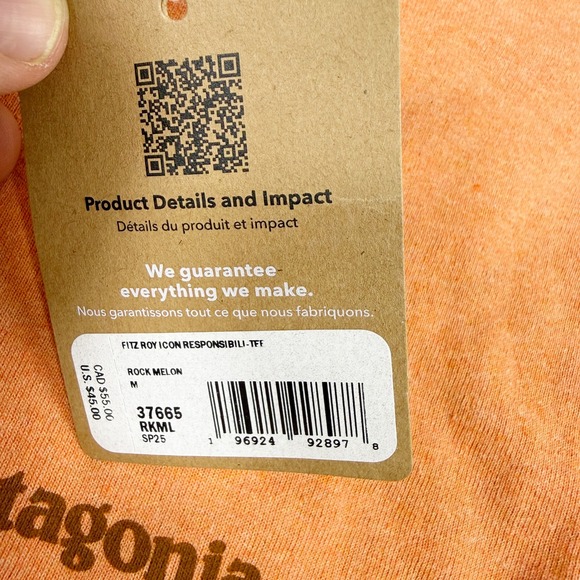 Product Details and Impact
Détails du produit et impact
We guarantee
everything we make.
Nous garantissons tout ce que nous fabriquons.
FITZ ROY ICON RESPONSIBILI-TEE
ROCK MELON
M
CAD $55.00
U.S. $45.00
37665
RKML
SP25
1 96924 92897 8
tagonia